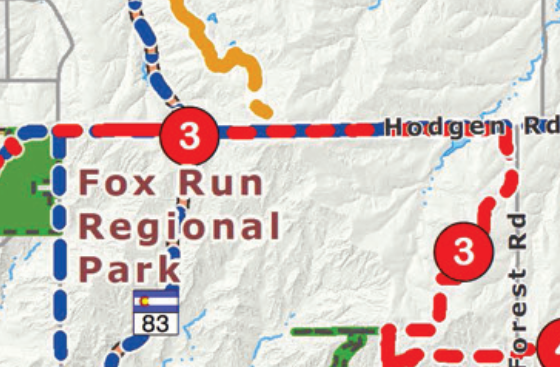 3
Hodgen Rd
Fox Run
Regional
Park
3
Forest Rd
83